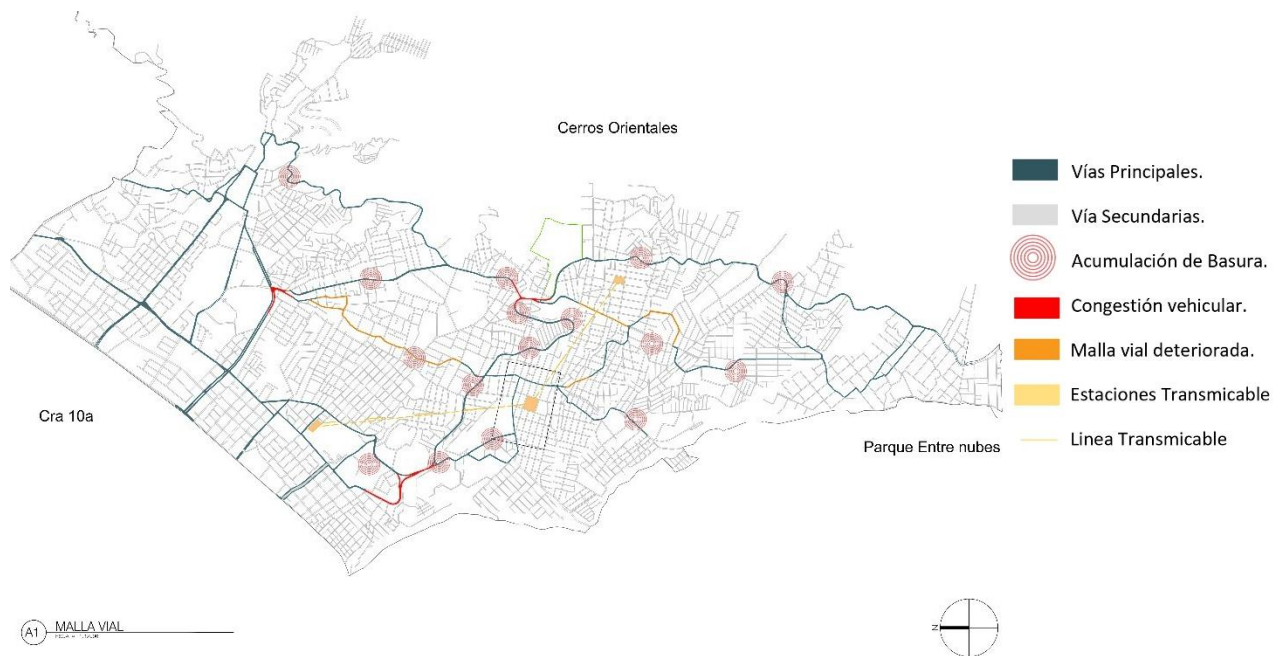 Cerros Orientales
Vías Principales.
Vía Secundarias.
Acumulación de Basura.
Congestión vehicular.
Malla vial deteriorada.
Estaciones Transmicable
Linea Transmicable
Cra 10a
Parque Entre nubes
A1 MALLA VIAL
N